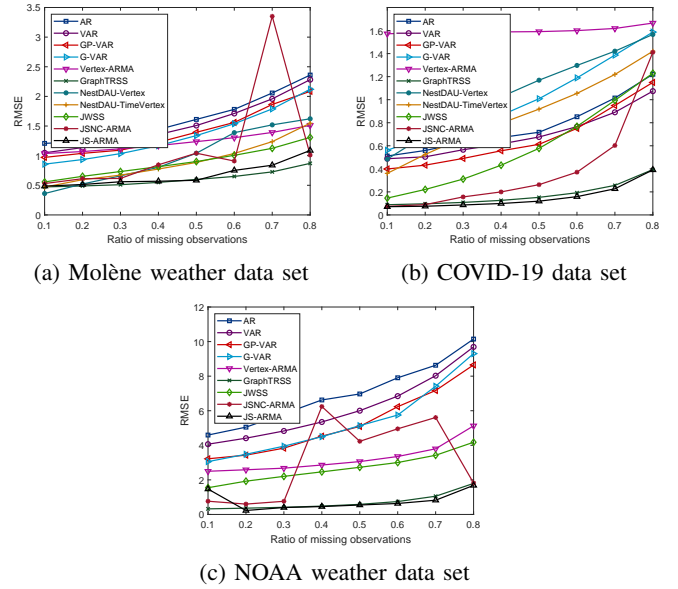 3.5
3
2.5
2
1.5
1
0.5
0
RMSE
AR
VAR
GP-VAR
G-VAR
Vertex-ARMA
GraphTRSS
NestDAU-Vertex
NestDAU-TimeVertex
JWSS
JSNC-ARMA
JS-ARMA
0.1 0.2 0.3 0.4 0.5 0.6 0.7 0.8
Ratio of missing observations
(a) Molène weather data set
1.6
1.4
1.2
1
0.8
0.6
0.4
0.2
0
RMSE
AR
VAR
GP-VAR
G-VAR
Vertex-ARMA
GraphTRSS
NestDAU-Vertex
NestDAU-TimeVertex
JWSS
JSNC-ARMA
JS-ARMA
0.1 0.2 0.3 0.4 0.5 0.6 0.7 0.8
Ratio of missing observations
(b) COVID-19 data set
12
10
8
6
4
2
0
RMSE
AR
VAR
GP-VAR
G-VAR
Vertex-ARMA
GraphTRSS
JWSS
JSNC-ARMA
JS-ARMA
0.1 0.2 0.3 0.4 0.5 0.6 0.7 0.8
Ratio of missing observations
(c) NOAA weather data set